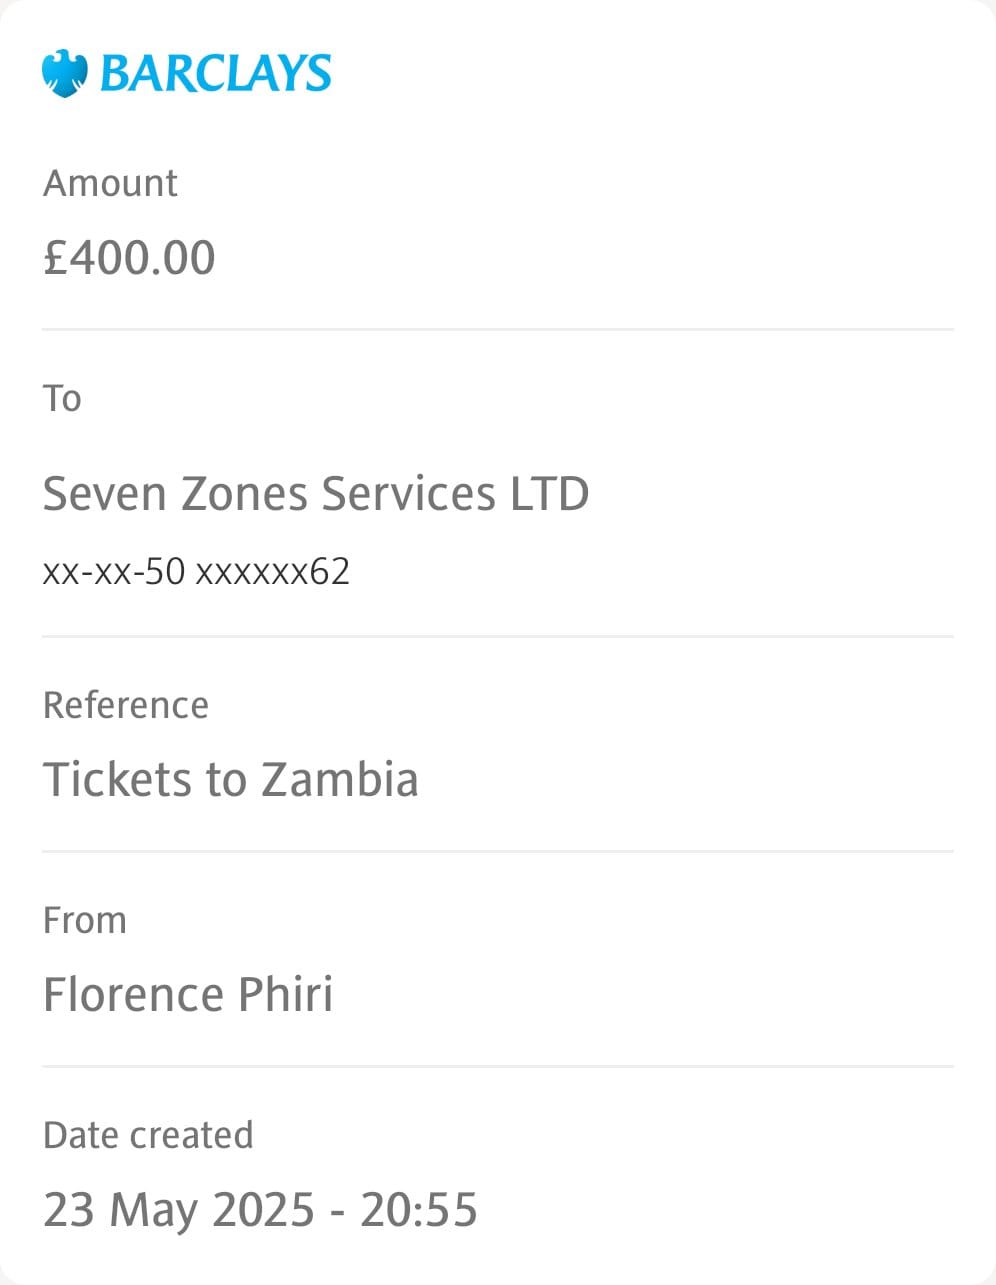 BARCLAYS
Amount
£400.00
To
Seven Zones Services LTD
xx-xx-50 xxxxxx62
Reference
Tickets to Zambia
From
Florence Phiri
Date created
23 May 2025 - 20:55